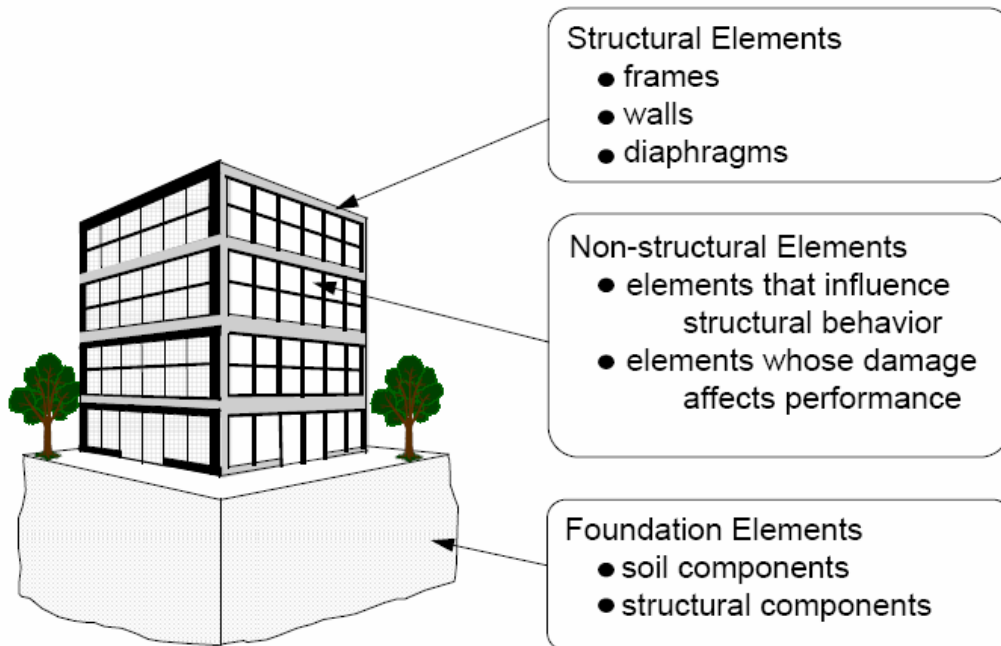 Structural Elements
● frames
● walls
● diaphragms
Non-structural Elements
● elements that influence
structural behavior
● elements whose damage
affects performance
Foundation Elements
● soil components
● structural components